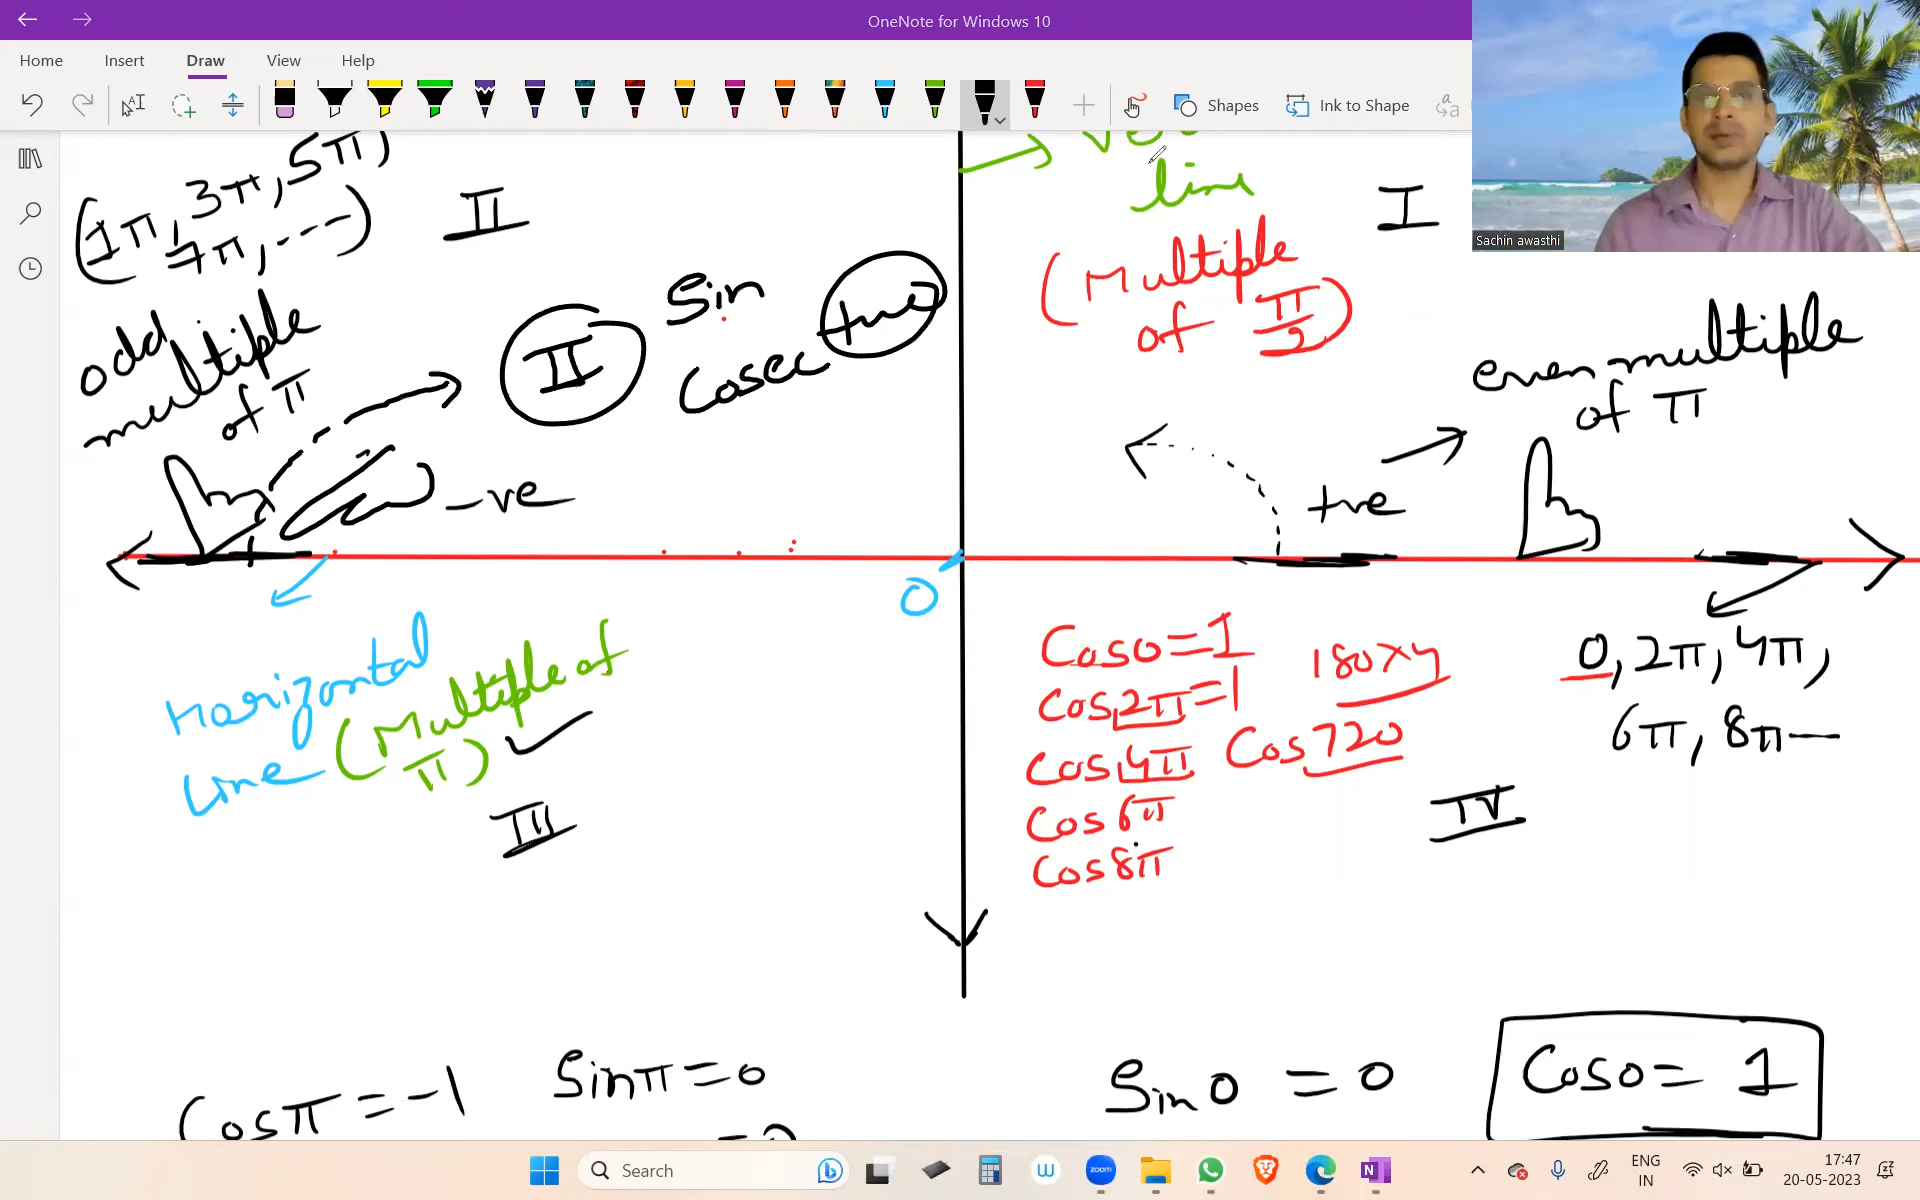 OneNote for Windows 10
Home Insert Draw View Help
Shapes Ink to Shape
Sachin awasthi
(1π, 3π, 5π)
7π, ---)
II
line
I
(Multiple
of π/2)
odd
multiple
of π
II
Sin
Cosec
+ve
even multiple
of π
-ve
+ve
0
Horizontal
Line (Multiple of
π)
III
Cos0=1
Cos2π=1
Cos4π
Cos6π
Cos8π
180×4
Cos720
0, 2π, 4π,
6π, 8π—
IV
Cosπ=-1
Sinπ=0
Sin0 = 0
Cos0= 1
Search
zoom
ENG
IN
17:47
20-05-2023